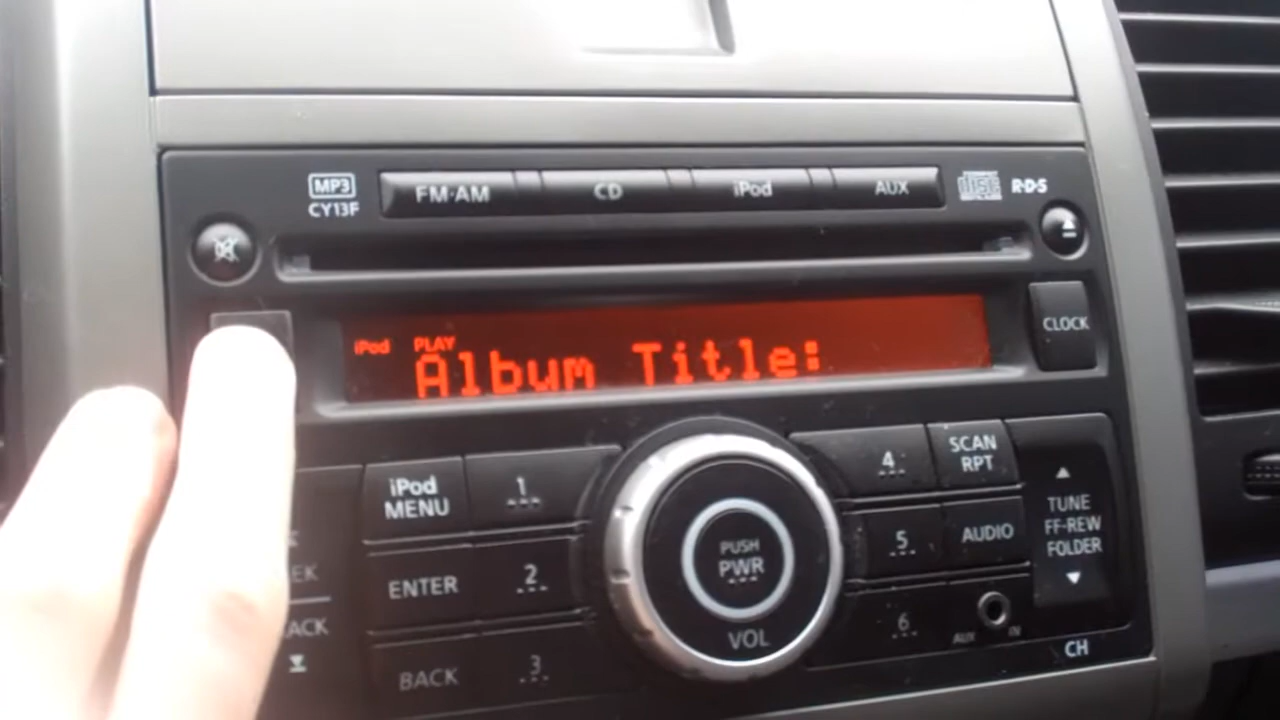 MP3
CY13F
FM·AM
CD
iPod
AUX
DISC
R·D·S
CLOCK
iPod PLAY
Album Title:
iPod
MENU
1
4
SCAN
RPT
TUNE
FF-REW
FOLDER
ENTER
2
PUSH
PWR
5
AUDIO
BACK
3
VOL
6
AUX IN
CH